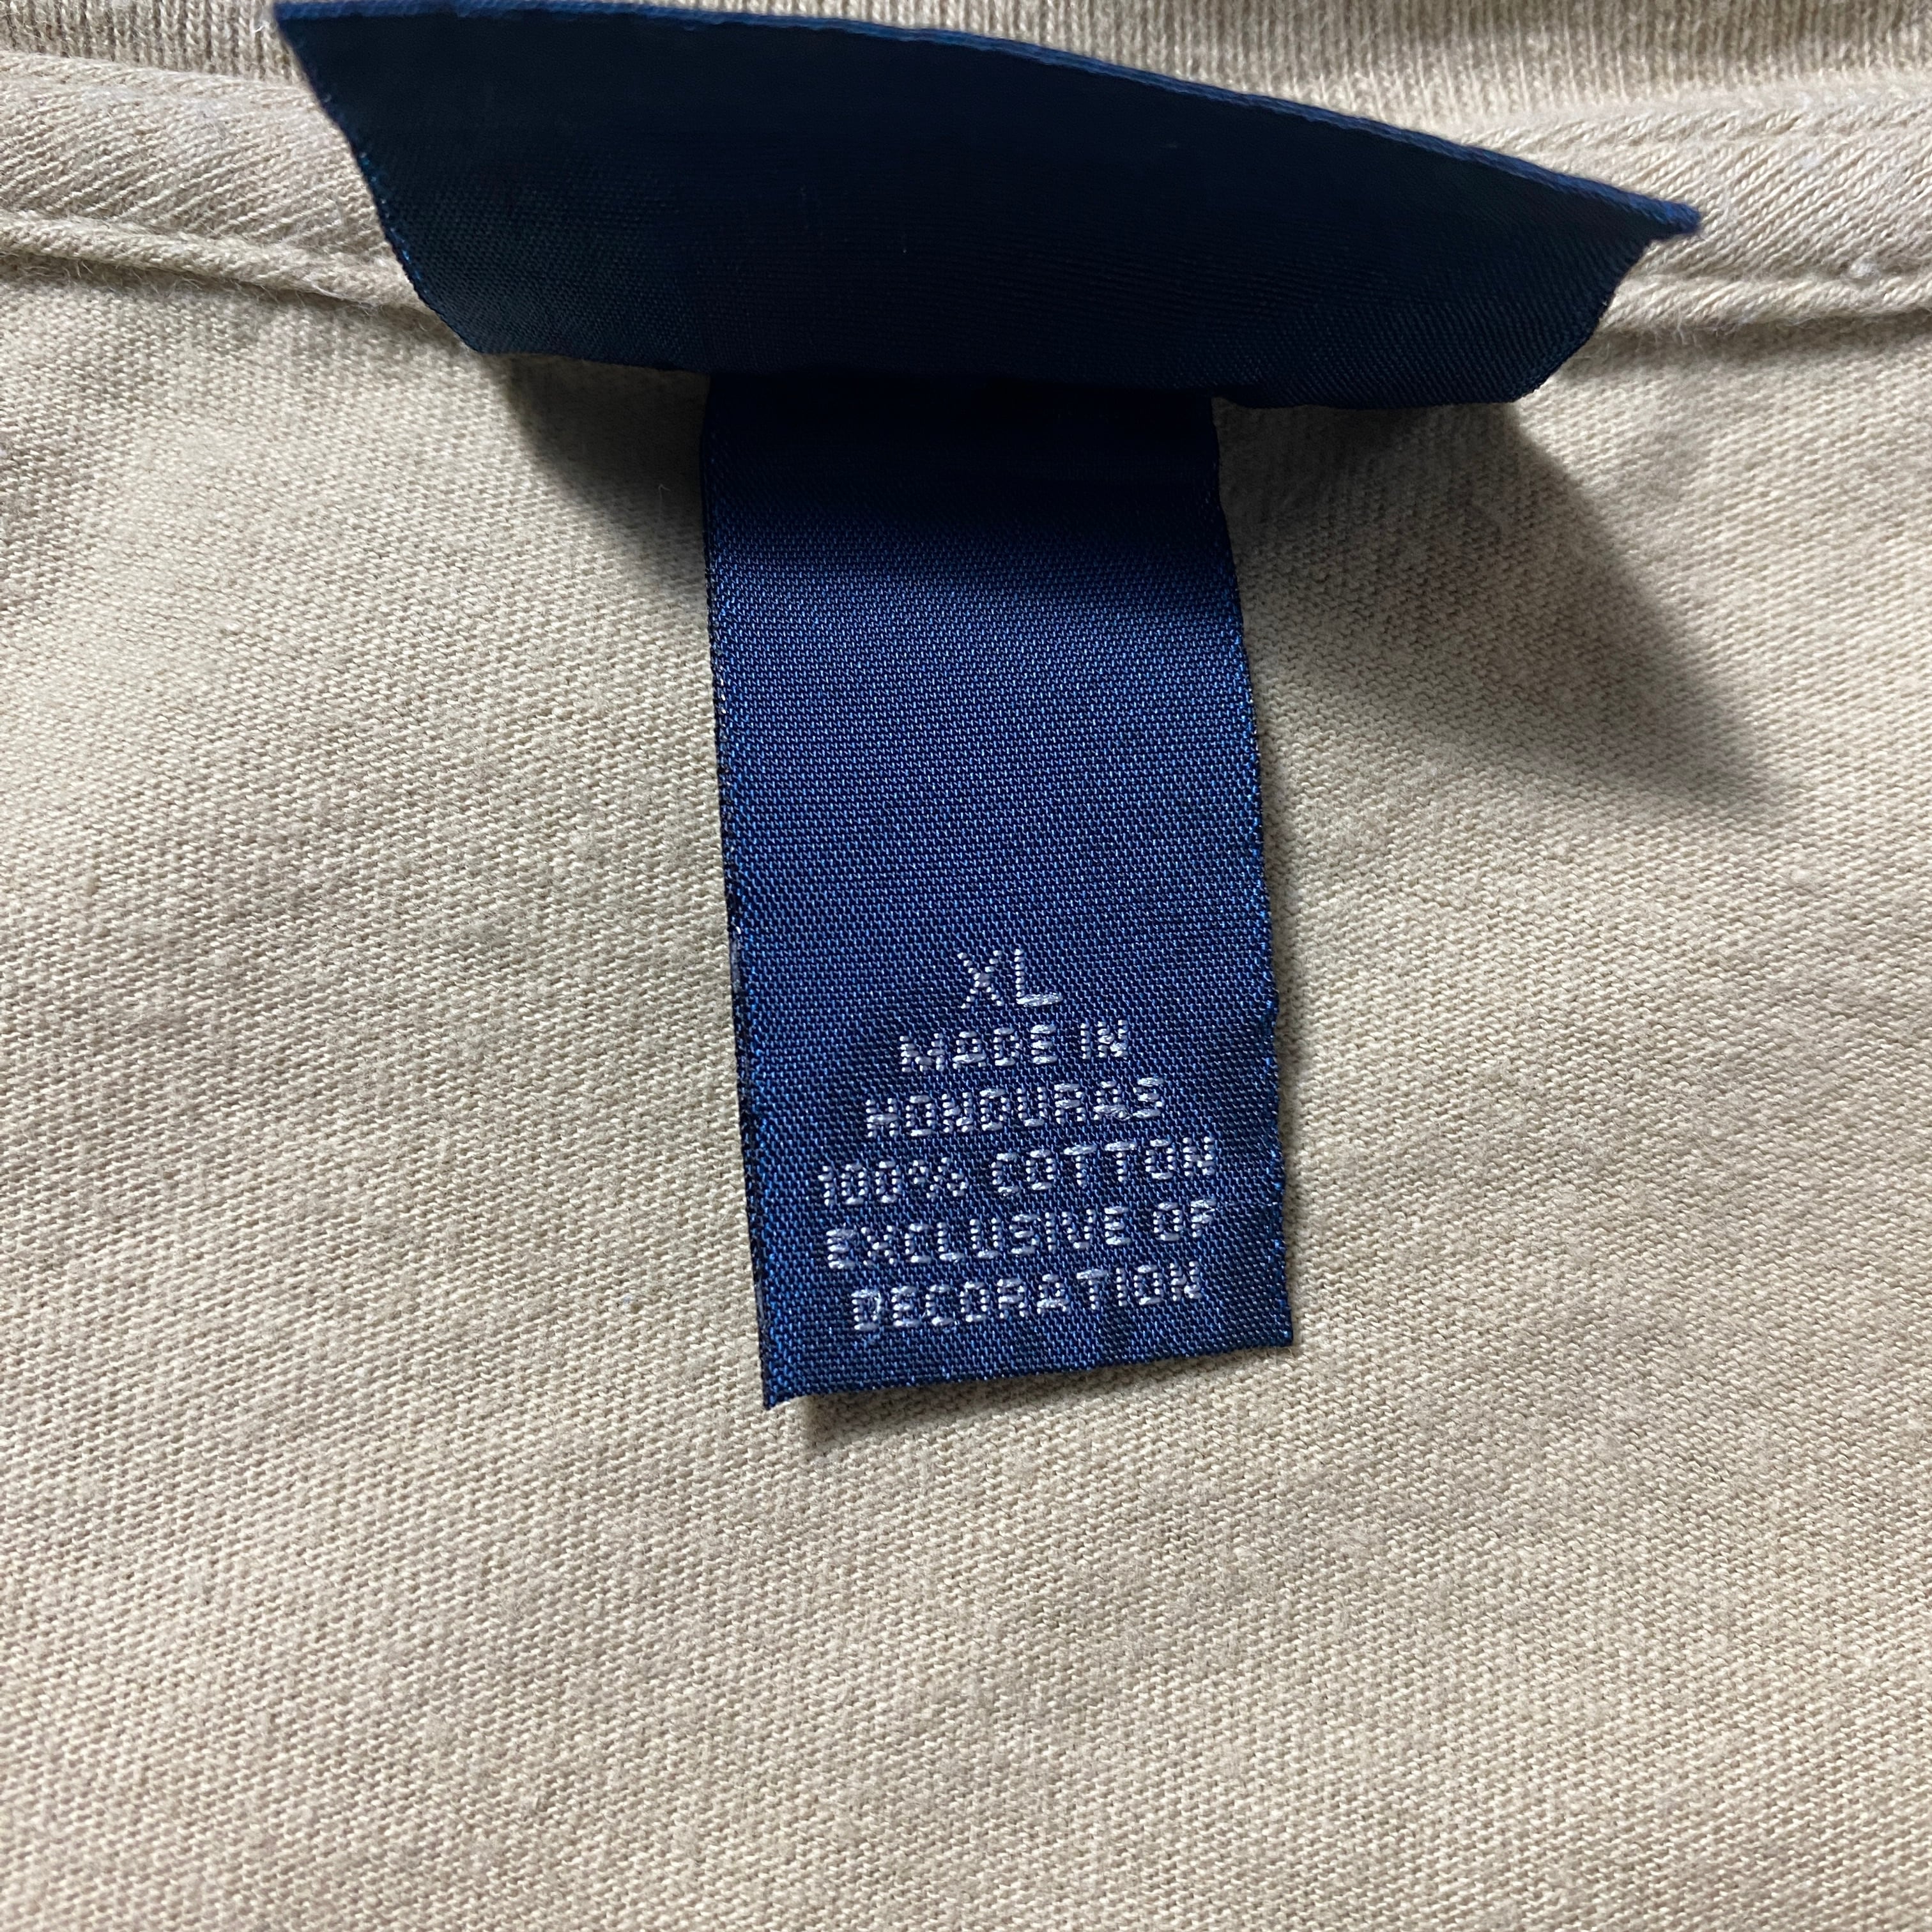 XL
MADE IN
HONDURAS
100% COTTON
EXCLUSIVE OF
DECORATION